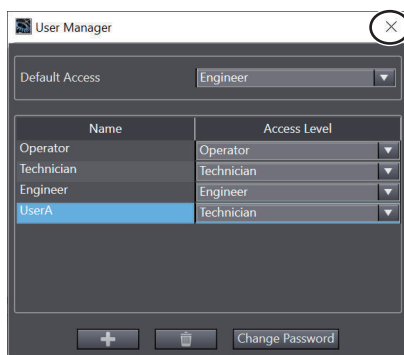 User Manager
Default Access Engineer
Name Access Level
Operator Operator
Technician Technician
Engineer Engineer
UserA Technician
Change Password